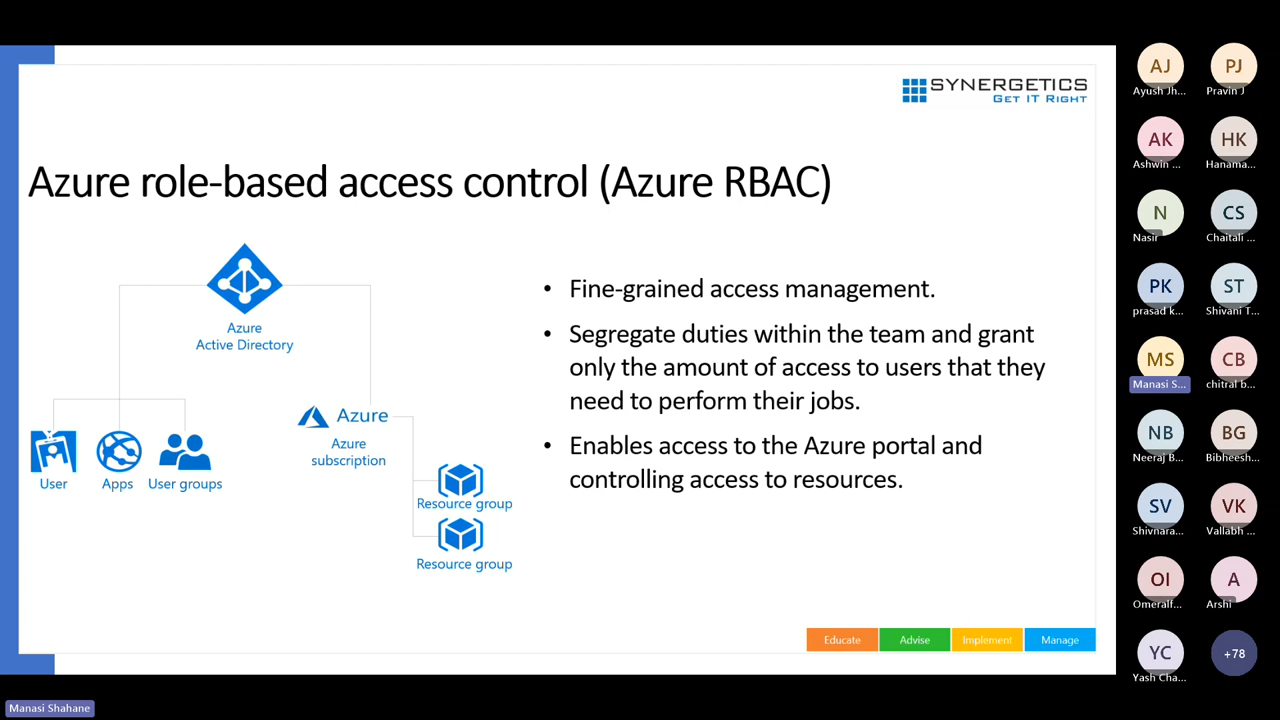 SYNERGETICS
GET IT RIGHT
Azure role-based access control (Azure RBAC)
Azure
Active Directory
User
Apps
User groups
Azure
Azure
subscription
Resource group
Resource group
• Fine-grained access management.
• Segregate duties within the team and grant
only the amount of access to users that they
need to perform their jobs.
• Enables access to the Azure portal and
controlling access to resources.
Educate
Advise
Implement
Manage
AJ
Ayush Jh...
PJ
Pravin J
AK
Ashwin ...
HK
Hanama...
N
Nasir
CS
Chaitali ...
PK
prasad k...
ST
Shivani T...
MS
Manasi S...
CB
chitral b...
NB
Neeraj B...
BG
Bibheesh...
SV
Shivnara...
VK
Vallabh ...
OI
Omeralf...
A
Arshi
YC
Yash Cha...
+78
Manasi Shahane